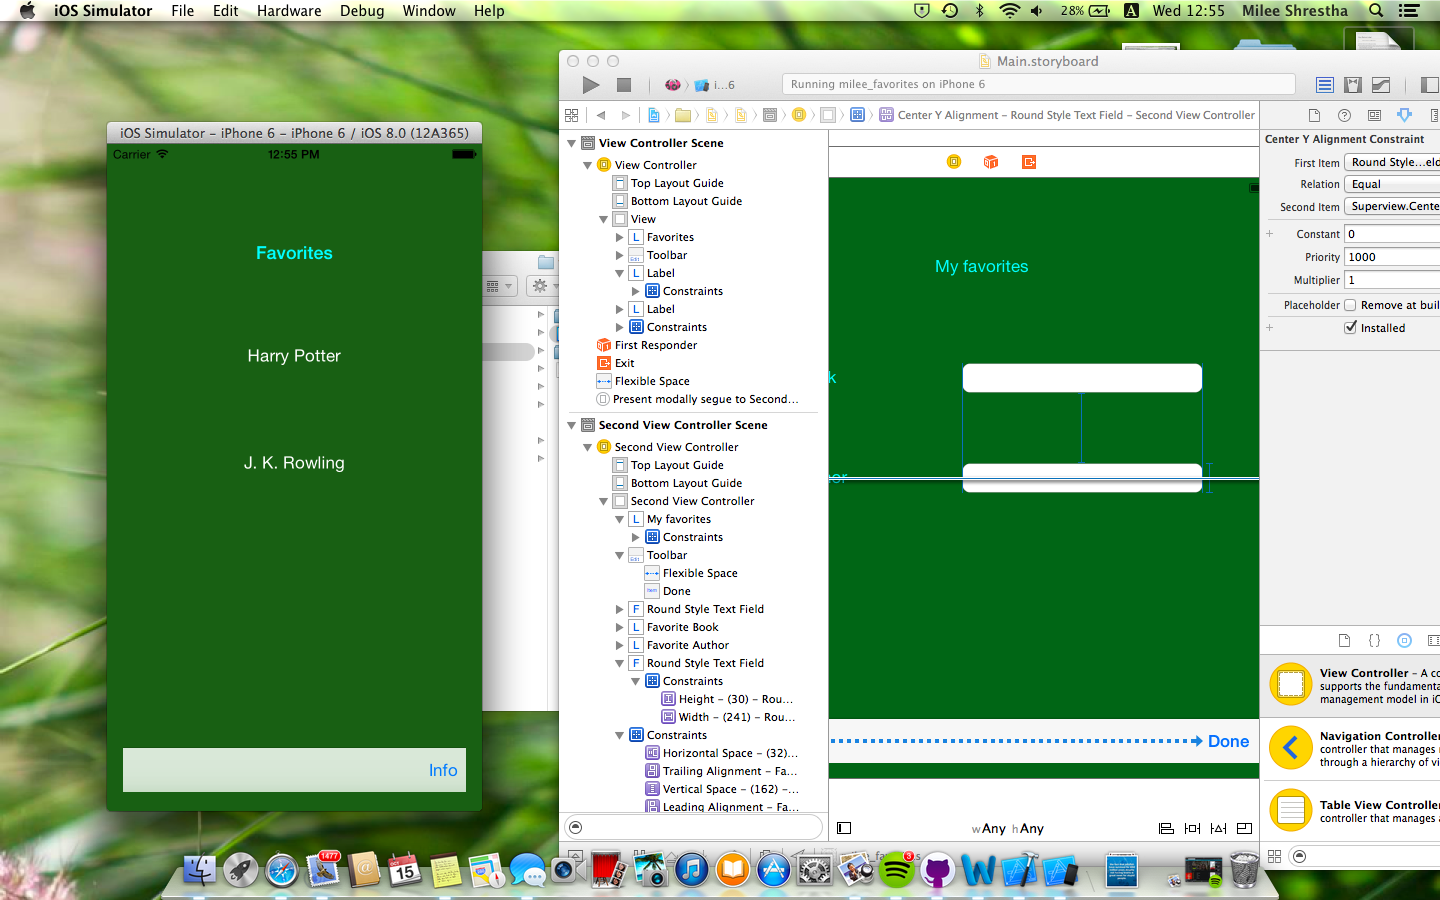 iOS Simulator File Edit Hardware Debug Window Help
28% A Wed 12:55 Milee Shrestha
iOS Simulator – iPhone 6 – iPhone 6 / iOS 8.0 (12A365)
Carrier 12:55 PM
Favorites
Harry Potter
J. K. Rowling
Info
Main.storyboard
i...6
Running milee_favorites on iPhone 6
Center Y Alignment – Round Style Text Field – Second View Controller
View Controller Scene
View Controller
Top Layout Guide
Bottom Layout Guide
View
L Favorites
Edit Toolbar
L Label
Constraints
L Label
Constraints
First Responder
Exit
Flexible Space
Present modally segue to Second...
Second View Controller Scene
Second View Controller
Top Layout Guide
Bottom Layout Guide
Second View Controller
L My favorites
Constraints
Edit Toolbar
Flexible Space
Item Done
F Round Style Text Field
L Favorite Book
L Favorite Author
F Round Style Text Field
Constraints
Height – (30) – Rou...
Width – (241) – Rou...
Constraints
Horizontal Space – (32)...
Trailing Alignment – Fa...
Vertical Space – (162) –...
Leading Alignment – Fa...
My favorites
k
or
Done
wAny hAny
Center Y Alignment Constraint
First Item Round Style...eld
Relation Equal
Second Item Superview.Cente
Constant 0
Priority 1000
Multiplier 1
Placeholder Remove at buil
Installed
View Controller – A co
supports the fundamenta
management model in iO
Navigation Controller
controller that manages n
through a hierarchy of vi
Table View Controller
controller that manages a
1477
OCT
15
3